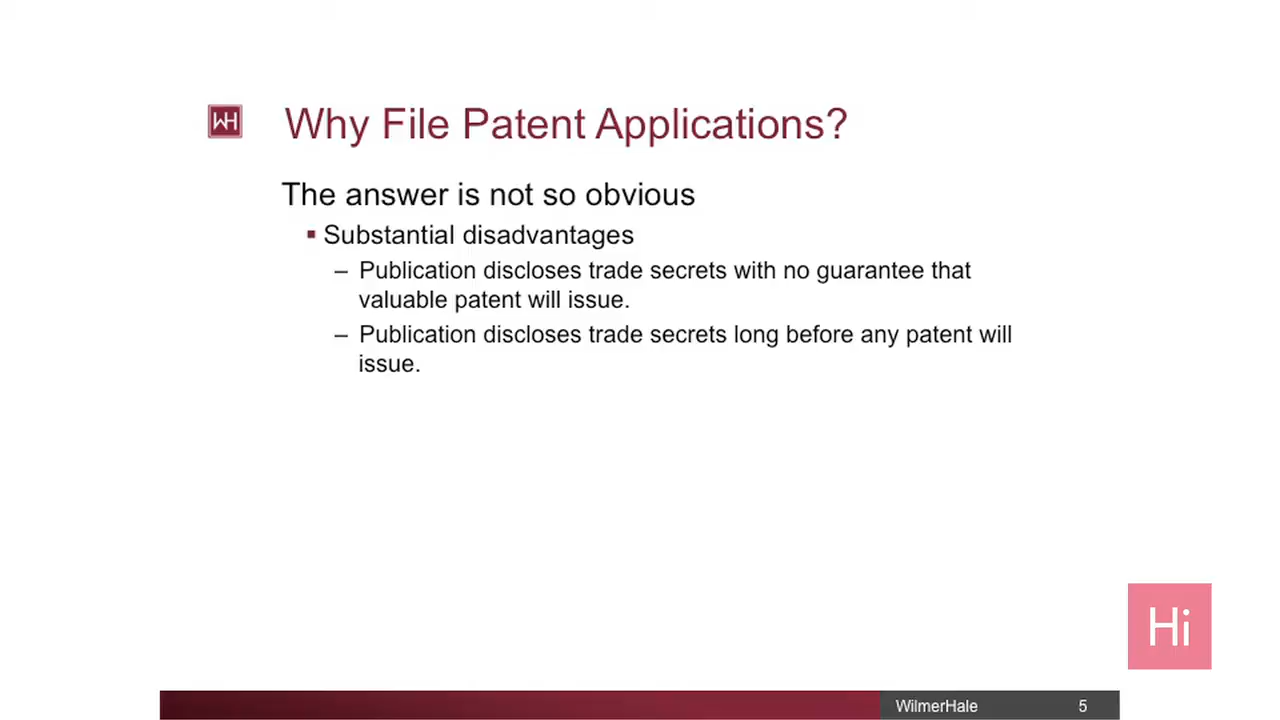 WH Why File Patent Applications?
The answer is not so obvious
▪ Substantial disadvantages
– Publication discloses trade secrets with no guarantee that
valuable patent will issue.
– Publication discloses trade secrets long before any patent will
issue.
Hi
WilmerHale 5